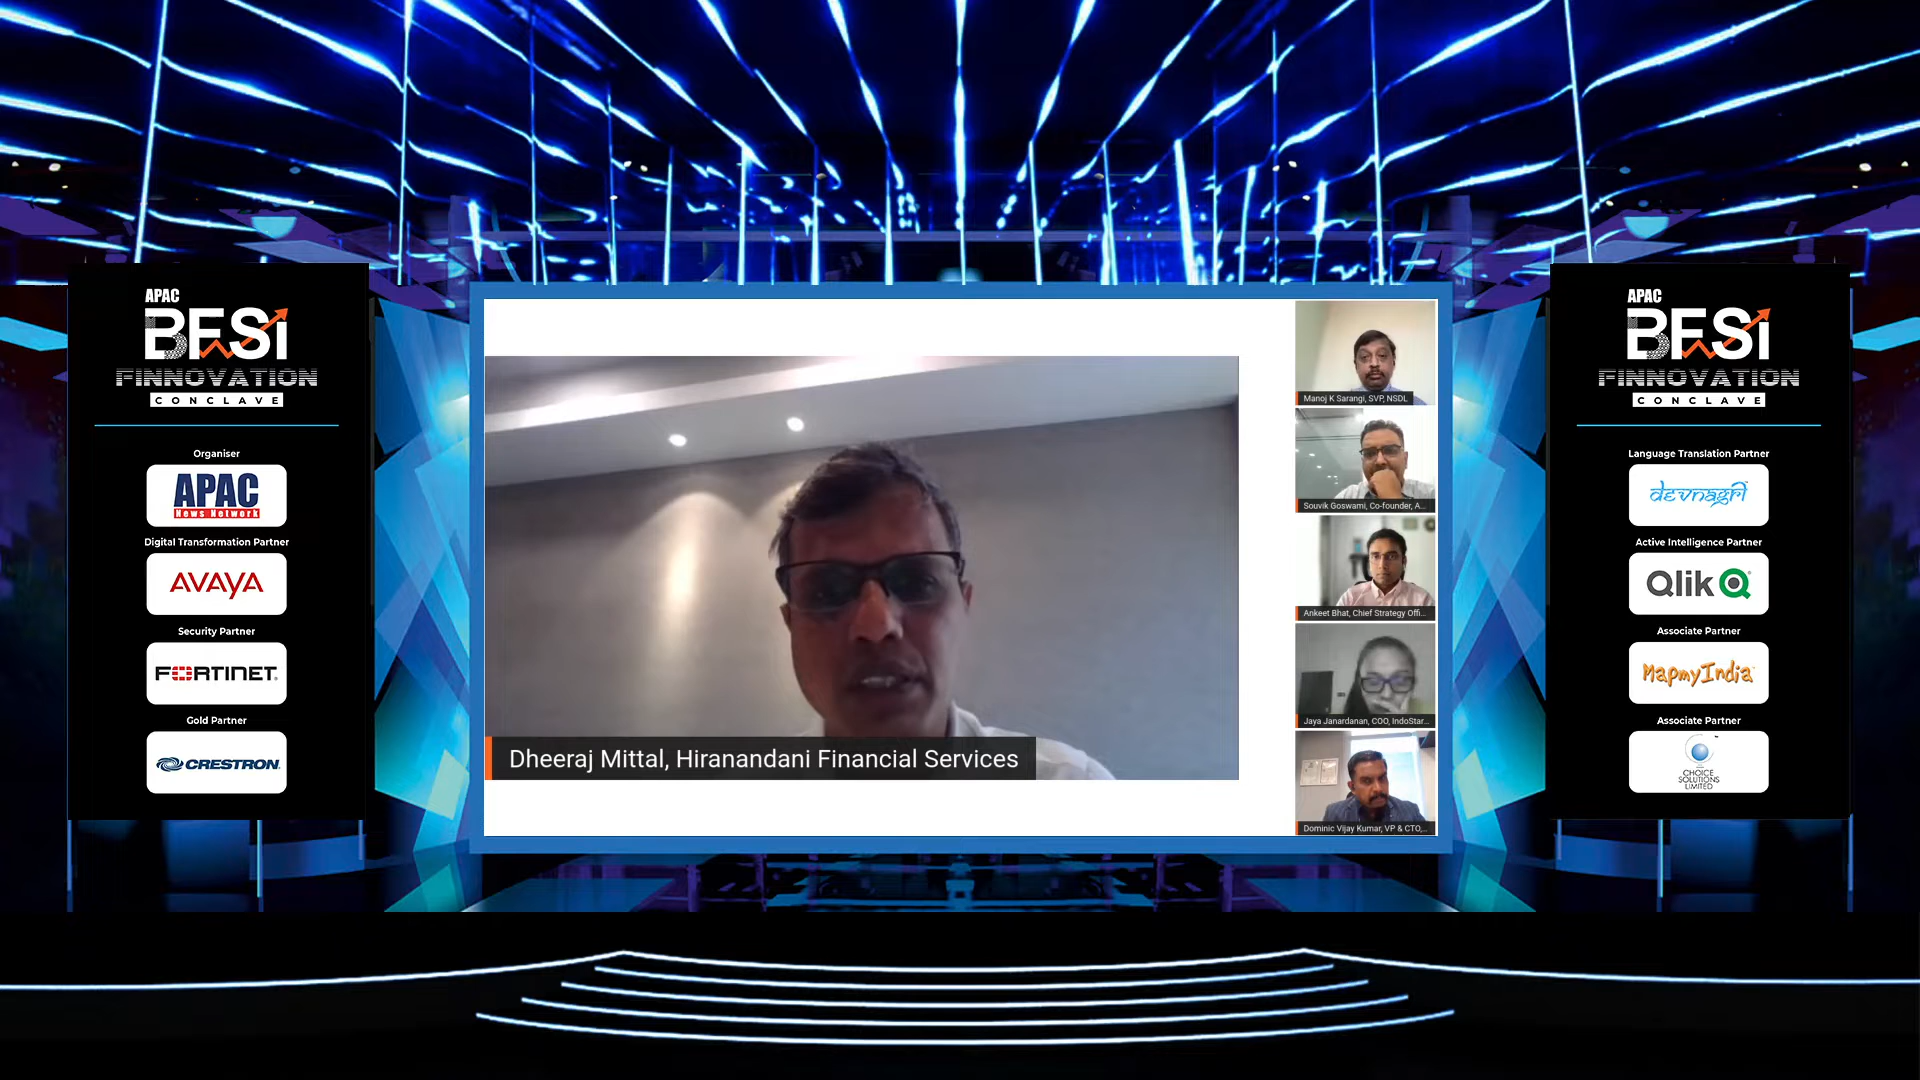 APAC
BFSI
FINNOVATION
CONCLAVE
Organiser
APAC
News Network
Digital Transformation Partner
AVAYA
Security Partner
FORTINET
Gold Partner
CRESTRON
Dheeraj Mittal, Hiranandani Financial Services
Manoj K Sarangi, SVP, NSDL
Souvik Goswami, Co-founder, A...
Ankeet Bhat, Chief Strategy Offi...
Jaya Janardanan, COO, IndoStar...
Dominic Vijay Kumar, VP & CTO,...
APAC
BFSI
FINNOVATION
CONCLAVE
Language Translation Partner
devnagri
Active Intelligence Partner
Qlik
Associate Partner
MapmyIndia
Associate Partner
CHOICE
SOLUTIONS
LIMITED